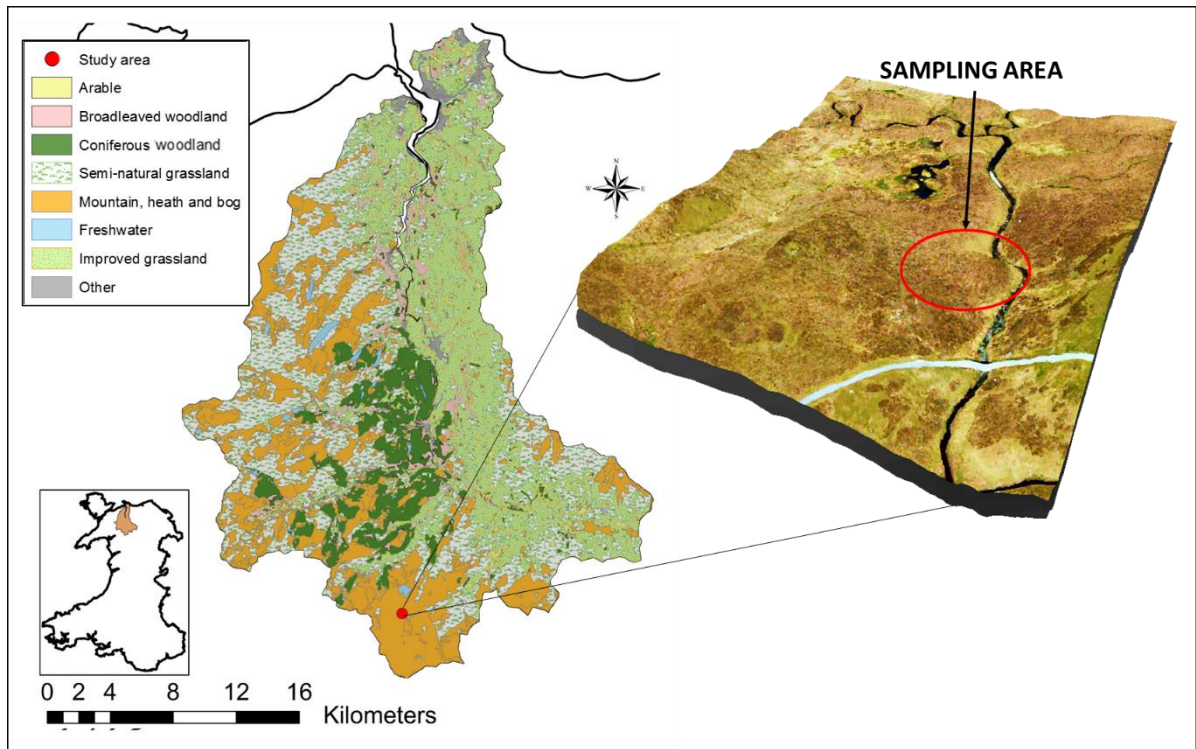 Study area
Arable
Broadleaved woodland
Coniferous woodland
Semi-natural grassland
Mountain, heath and bog
Freshwater
Improved grassland
Other
SAMPLING AREA
N
W E
S
0 2 4 8 12 16
Kilometers